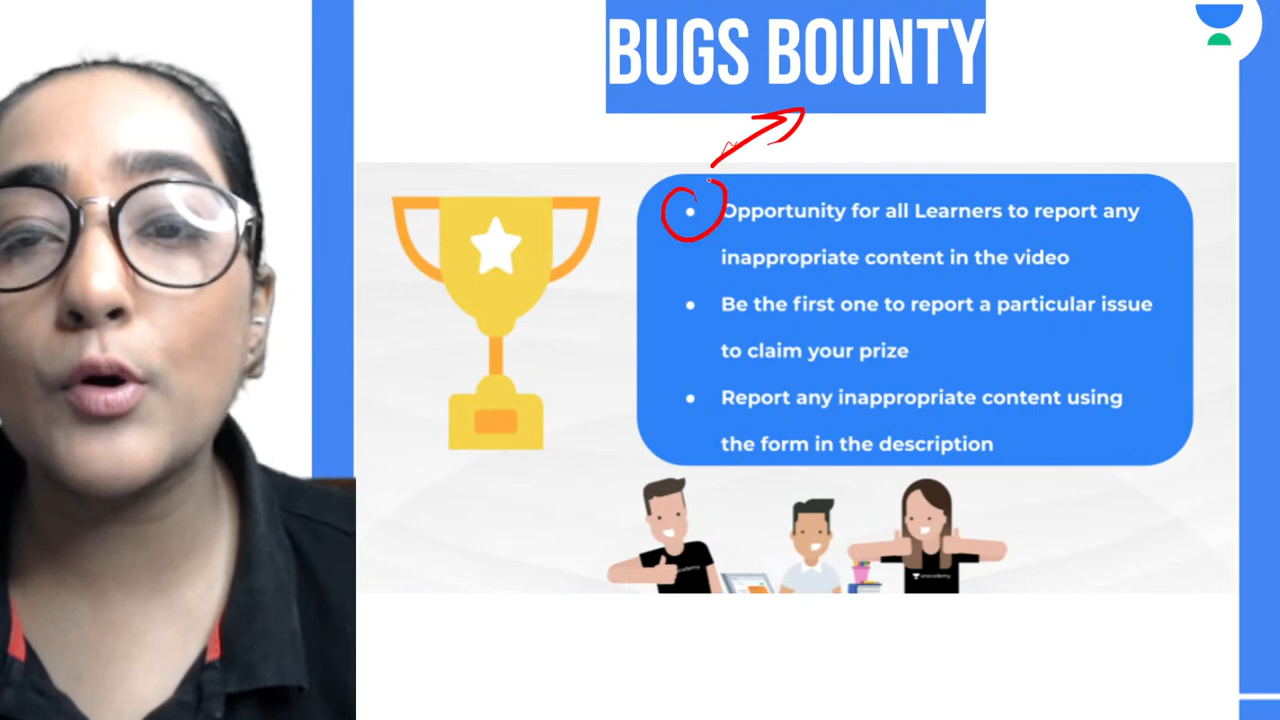 BUGS BOUNTY
• Opportunity for all Learners to report any
inappropriate content in the video
• Be the first one to report a particular issue
to claim your prize
• Report any inappropriate content using
the form in the description
unacademy